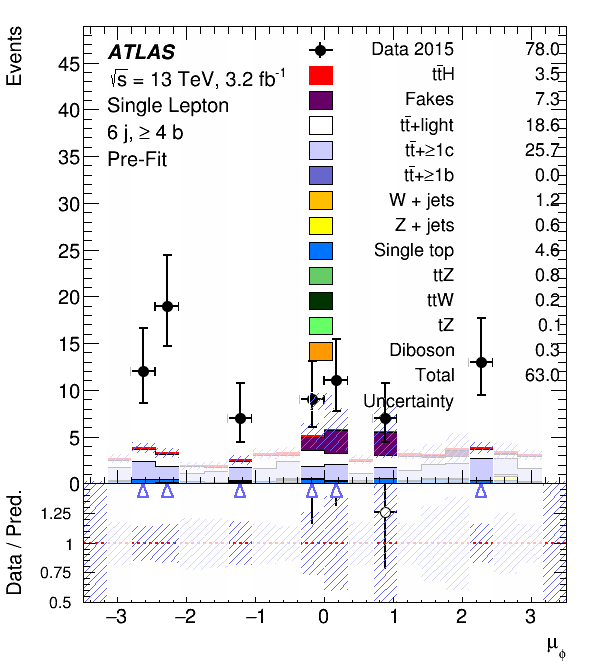 Events
ATLAS
√s = 13 TeV, 3.2 fb⁻¹
Single Lepton
6 j, ≥ 4 b
Pre-Fit
Data 2015 78.0
tt̄H 3.5
Fakes 7.3
tt̄+light 18.6
tt̄+≥1c 25.7
tt̄+≥1b 0.0
W + jets 1.2
Z + jets 0.6
Single top 4.6
ttZ 0.8
ttW 0.2
tZ 0.1
Diboson 0.3
Total 63.0
Uncertainty
45
40
35
30
25
20
15
10
5
0
Data / Pred.
1.25
1
0.75
0.5
−3 −2 −1 0 1 2 3
μϕ